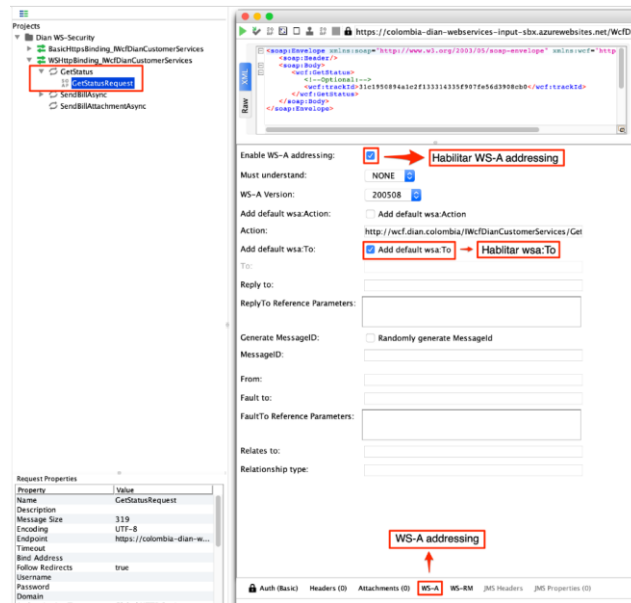 Projects
Dian WS-Security
BasicHttpsBinding_IWcfDianCustomerServices
WSHttpBinding_IWcfDianCustomerServices
GetStatus
GetStatusRequest
SendBillAsync
SendBillAttachmentAsync
Request Properties
Property Value
Name GetStatusRequest
Description
Message Size 319
Encoding UTF-8
Endpoint https://colombia-dian-w...
Timeout
Bind Address
Follow Redirects true
Username
Password
Domain
https://colombia-dian-webservices-input-sbx.azurewebsites.net/WcfD
XML
Raw
<soap:Envelope xmlns:soap="http://www.w3.org/2003/05/soap-envelope" xmlns:wcf="http
<soap:Header/>
<soap:Body>
<wcf:GetStatus>
<!--Optional:-->
<wcf:trackId>31c1950894a1c2f133314335f907fe56d3908cb0</wcf:trackId>
</wcf:GetStatus>
</soap:Body>
</soap:Envelope>
Enable WS-A addressing: Habilitar WS-A addressing
Must understand: NONE
WS-A Version: 200508
Add default wsa:Action: Add default wsa:Action
Action: http://wcf.dian.colombia/IWcfDianCustomerServices/Get
Add default wsa:To: Add default wsa:To Hablitar wsa:To
To:
Reply to:
ReplyTo Reference Parameters:
Generate MessageID: Randomly generate MessageId
MessageID:
From:
Fault to:
FaultTo Reference Parameters:
Relates to:
Relationship type:
WS-A addressing
Auth (Basic) Headers (0) Attachments (0) WS-A WS-RM JMS Headers JMS Properties (0)